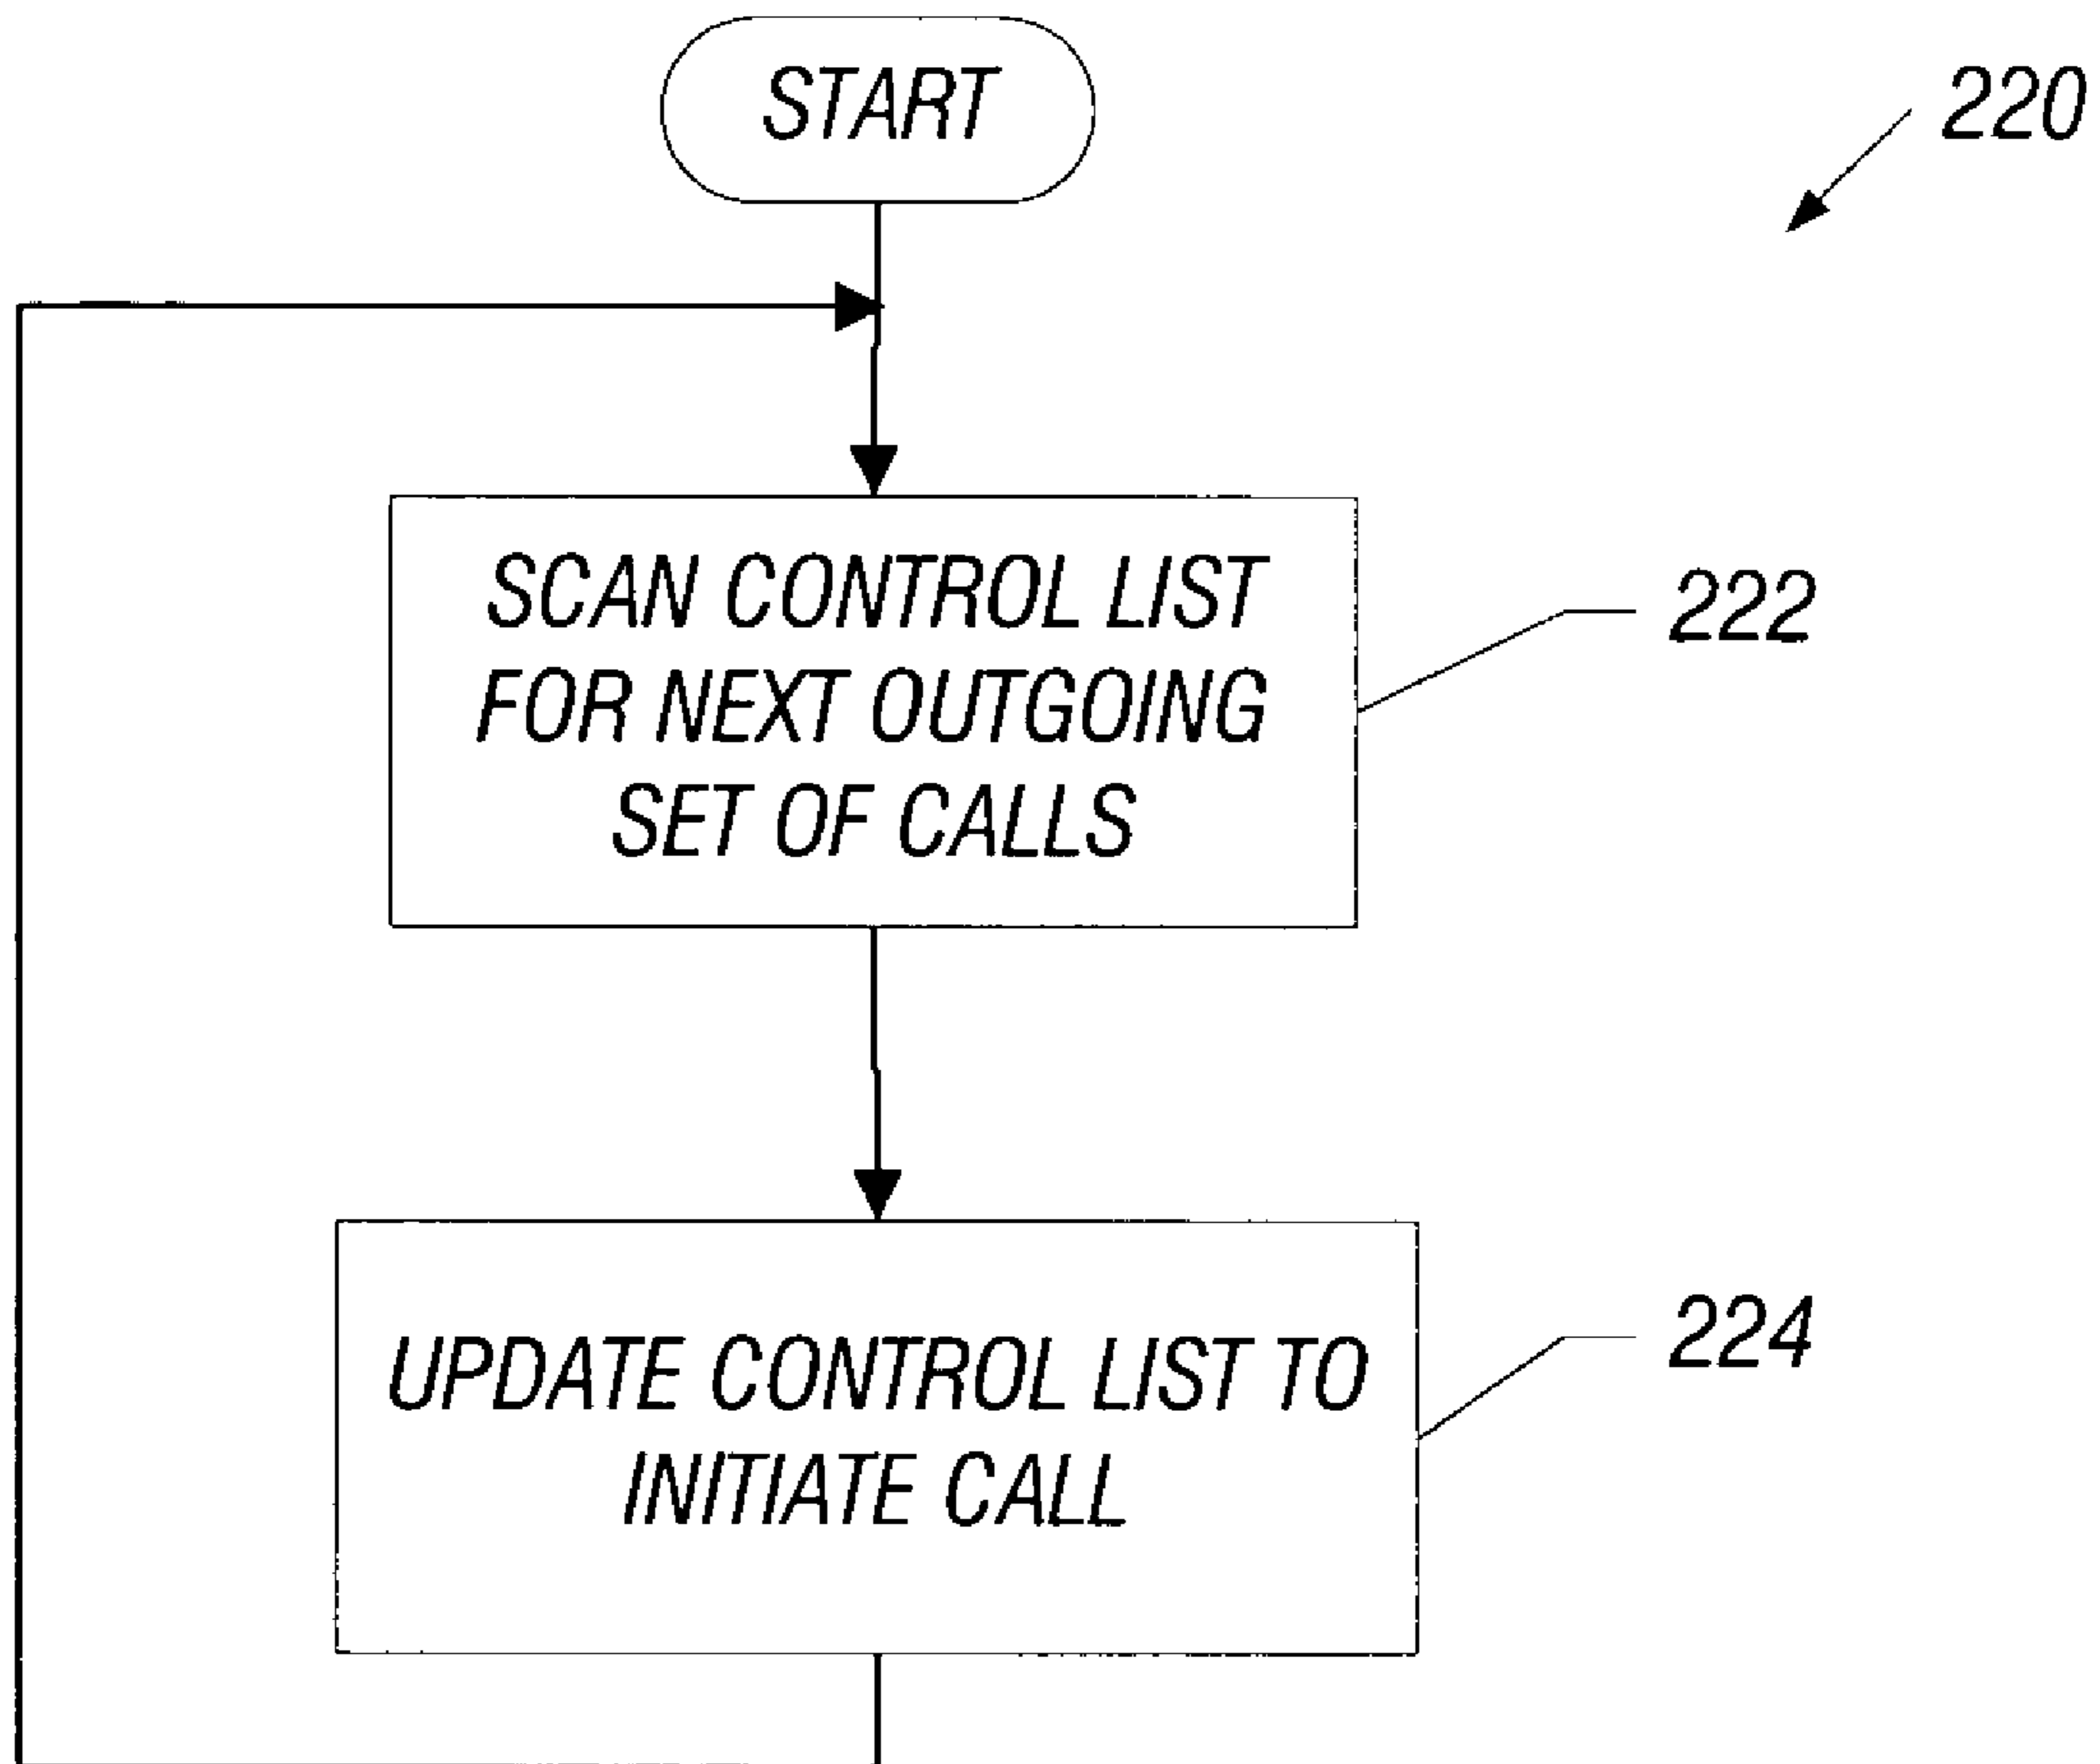 START
220
SCAN CONTROL LIST
FOR NEXT OUTGOING
SET OF CALLS
222
UPDATE CONTROL LIST TO
INITIATE CALL
224